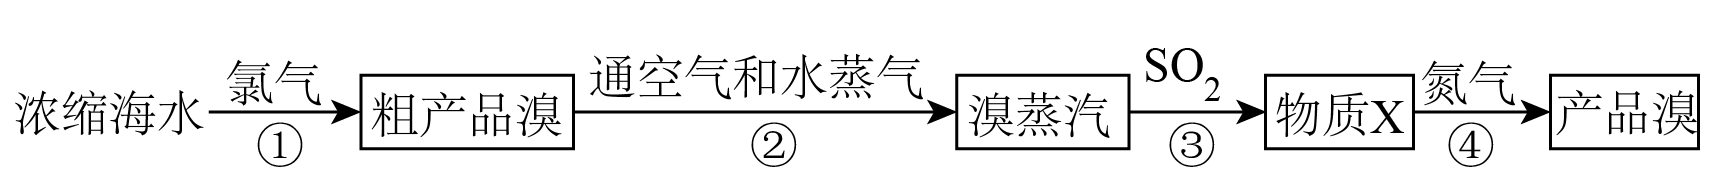 浓缩海水 氯气 ① 粗产品溴 通空气和水蒸气 ② 溴蒸汽 SO₂ ③ 物质X 氮气 ④ 产品溴